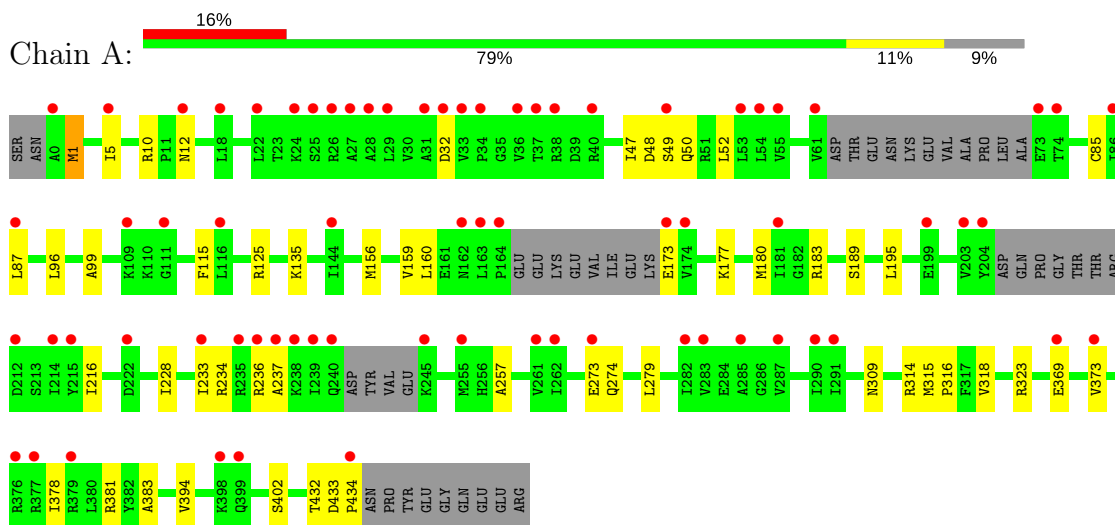 16%
Chain A:
79% 11% 9%
SER ASN A0 M1 I5 R10 P11 N12 L18 L22 T23 K24 S25 R26 A27 A28 L29 V30 A31 D32 V33 P34 G35 V36 T37 R38 D39 R40 I47 D48 S49 Q50 R51 L52 L53 L54 V55 V61 ASP THR GLU ASN LYS GLU VAL ALA PRO LEU ALA E73 T74 C85 I86
L87 L96 A99 K109 K110 G111 F115 L116 R125 K135 I144 M156 V159 L160 E161 N162 L163 P164 GLU GLU LYS GLU VAL ILE GLU LYS E173 V174 K177 M180 I181 G182 R183 S189 L195 E199 V203 Y204 ASP GLN PRO GLY THR THR ARG
D212 S213 I214 Y215 I216 D222 I228 I233 R234 R235 R236 A237 K238 I239 Q240 ASP TYR VAL GLU K245 M255 H256 A257 V261 I262 E273 Q274 L279 I282 V283 E284 A285 G286 V287 I290 I291 N309 R314 M315 P316 F317 V318 R323 E369 V373
R376 R377 I378 R379 L380 R381 Y382 A383 V394 K398 Q399 S402 T432 D433 P434 ASN PRO TYR GLU GLY GLN GLU GLU ARG